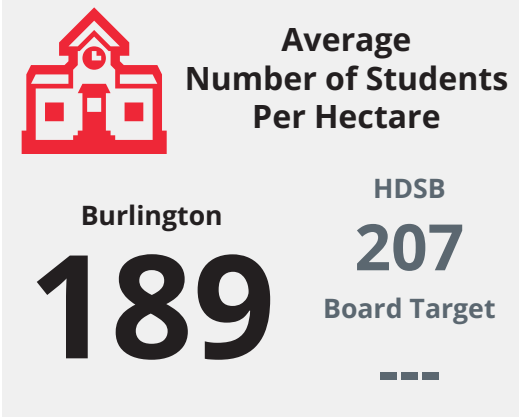 Average
Number of Students
Per Hectare
Burlington
189
HDSB
207
Board Target
---